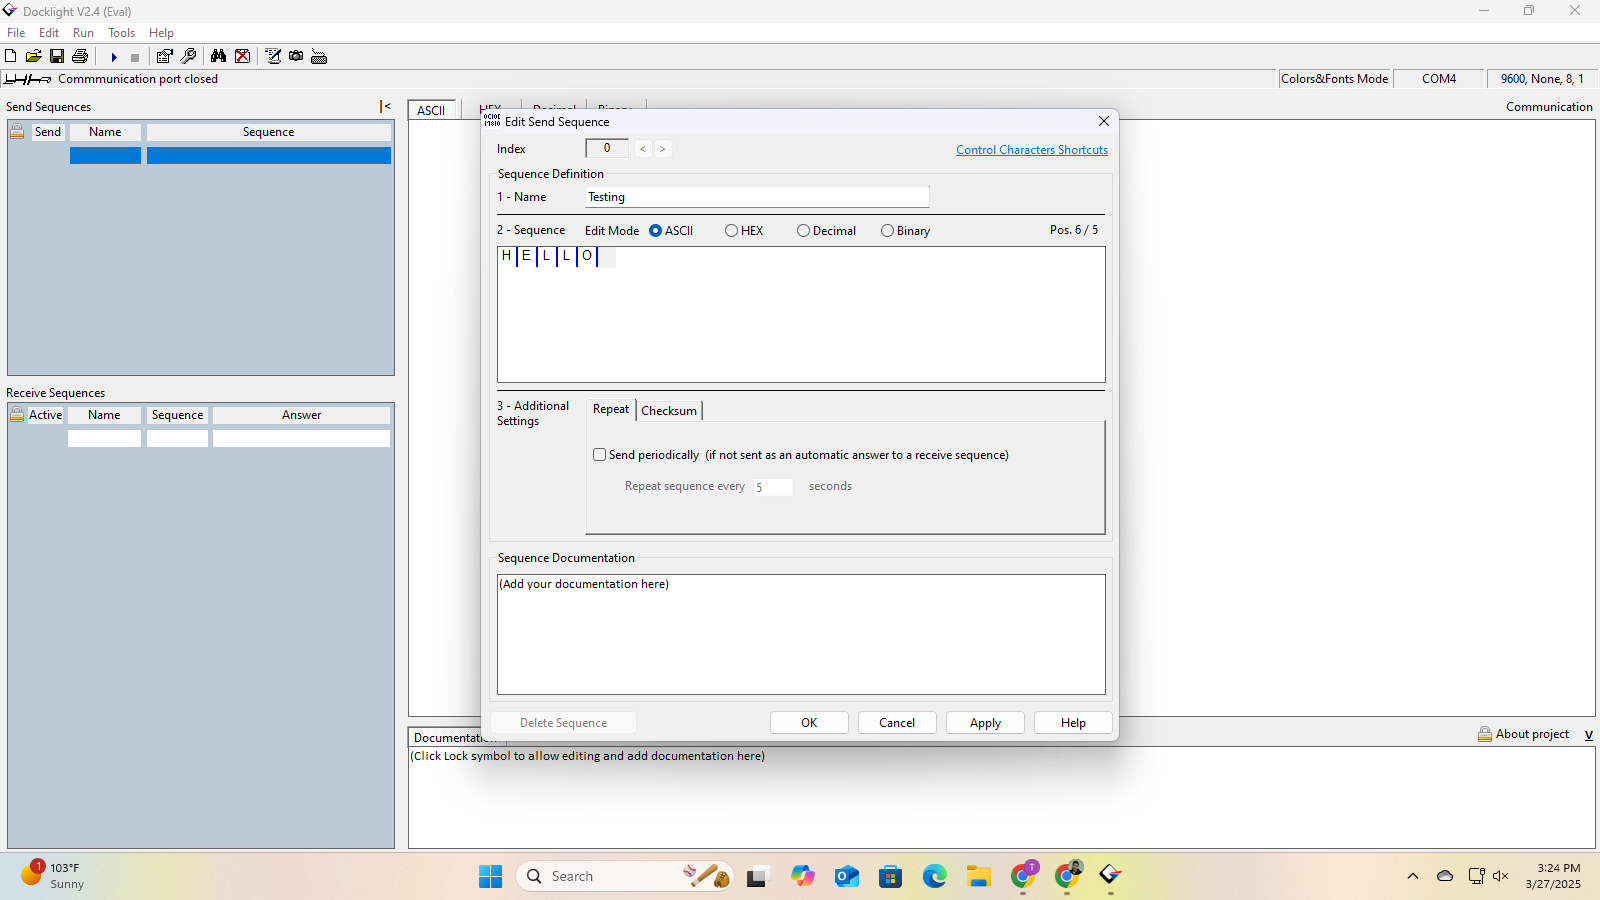 Docklight V2.4 (Eval)
File Edit Run Tools Help
Commmunication port closed
Colors&Fonts Mode COM4 9600, None, 8, 1
Send Sequences
|<
Send Name Sequence
Receive Sequences
Active Name Sequence Answer
ASCII HEX Decimal Binary
Communication
Edit Send Sequence
Index 0 < >
Control Characters Shortcuts
Sequence Definition
1 - Name Testing
2 - Sequence Edit Mode ASCII HEX Decimal Binary Pos. 6 / 5
H E L L O
3 - Additional
Settings
Repeat Checksum
Send periodically (if not sent as an automatic answer to a receive sequence)
Repeat sequence every 5 seconds
Sequence Documentation
(Add your documentation here)
Delete Sequence OK Cancel Apply Help
Documentation
About project v
(Click Lock symbol to allow editing and add documentation here)
1
103°F
Sunny
Search
T
3:24 PM
3/27/2025